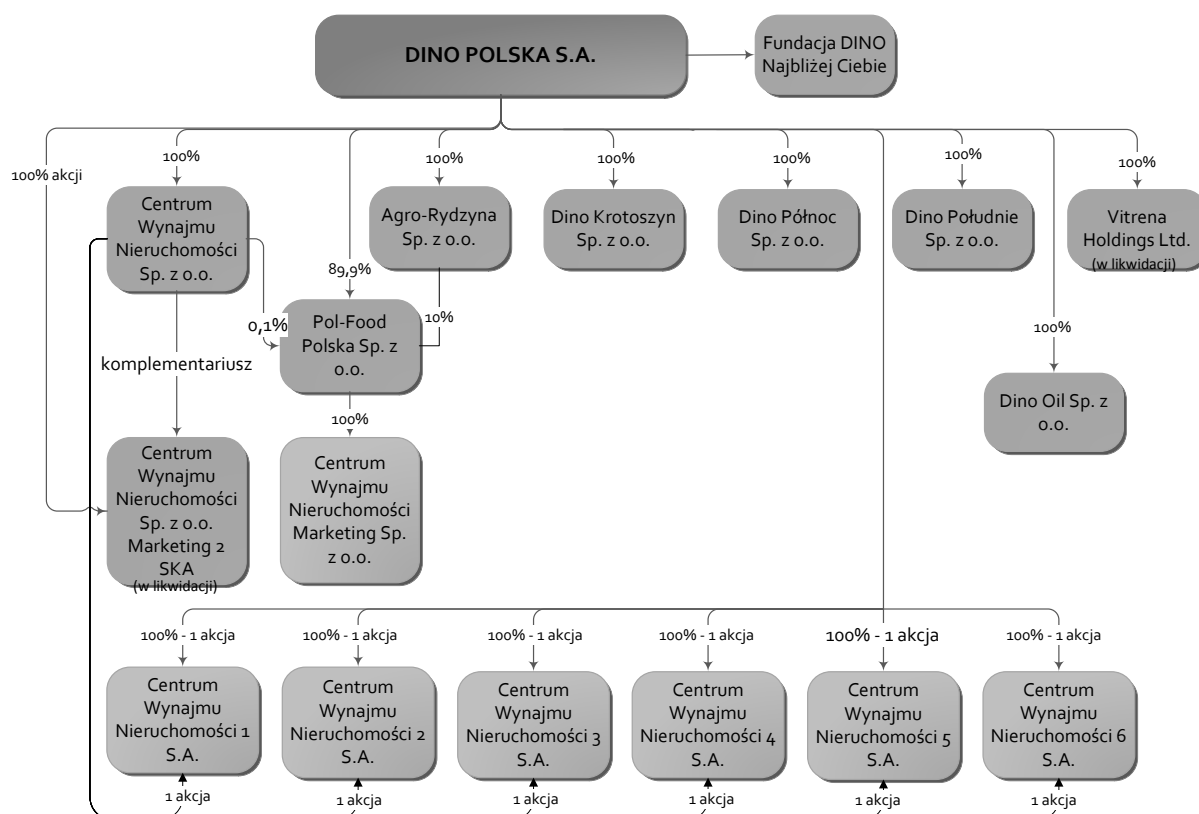 DINO POLSKA S.A.
Fundacja DINO
Najbliżej Ciebie
100% akcji
100%
100%
100%
100%
100%
100%
Centrum
Wynajmu
Nieruchomości
Sp. z o.o.
Agro-Rydzyna
Sp. z o.o.
Dino Krotoszyn
Sp. z o.o.
Dino Północ
Sp. z o.o.
Dino Południe
Sp. z o.o.
Vitrena
Holdings Ltd.
(w likwidacji)
89,9%
0,1%
10%
100%
Pol-Food
Polska Sp. z
o.o.
komplementariusz
Dino Oil Sp. z
o.o.
100%
Centrum
Wynajmu
Nieruchomości
Sp. z o.o.
Marketing 2
SKA
(w likwidacji)
Centrum
Wynajmu
Nieruchomości
Marketing Sp.
z o.o.
100% - 1 akcja
100% - 1 akcja
100% - 1 akcja
100% - 1 akcja
100% - 1 akcja
100% - 1 akcja
Centrum
Wynajmu
Nieruchomości 1
S.A.
Centrum
Wynajmu
Nieruchomości 2
S.A.
Centrum
Wynajmu
Nieruchomości 3
S.A.
Centrum
Wynajmu
Nieruchomości 4
S.A.
Centrum
Wynajmu
Nieruchomości 5
S.A.
Centrum
Wynajmu
Nieruchomości 6
S.A.
1 akcja
1 akcja
1 akcja
1 akcja
1 akcja
1 akcja